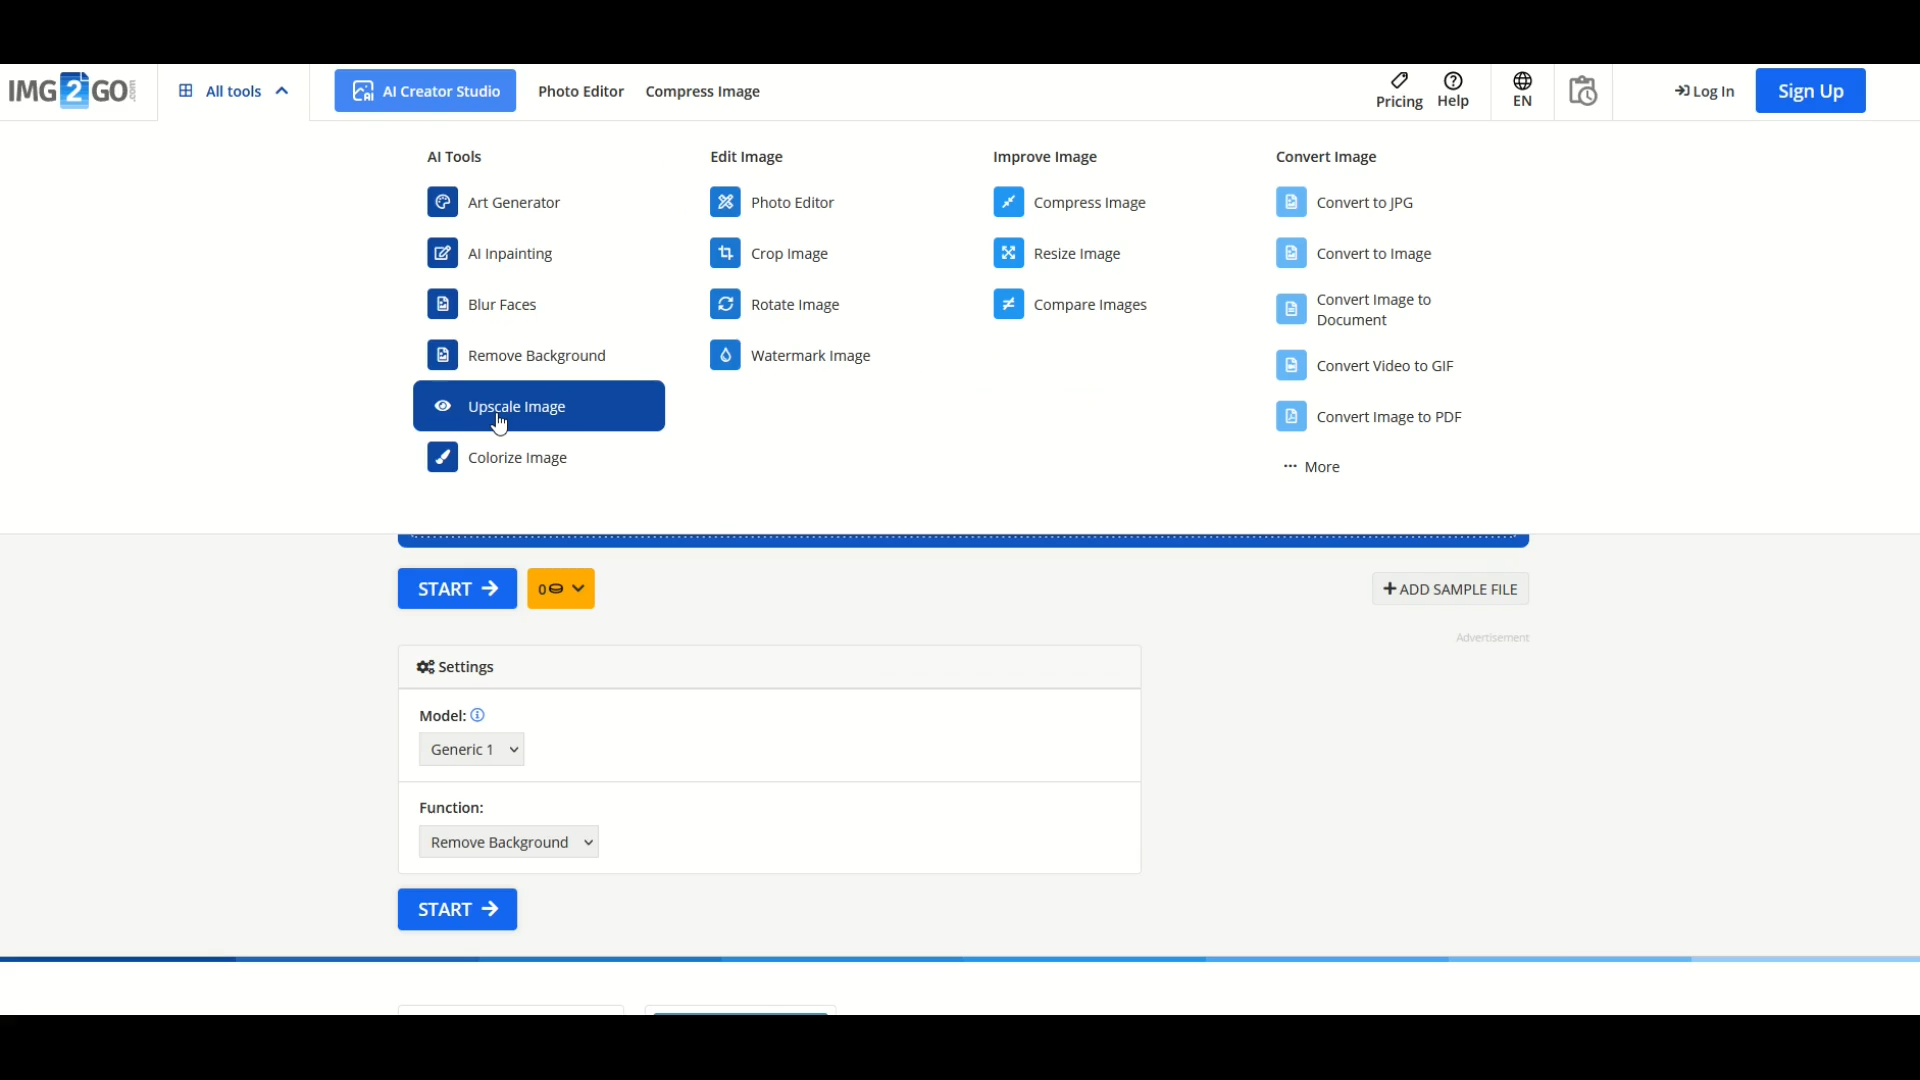 IMG2GO.com
All tools
AI Creator Studio
Photo Editor
Compress Image
Pricing
Help
EN
Log In
Sign Up
AI Tools
Art Generator
AI Inpainting
Blur Faces
Remove Background
Upscale Image
Colorize Image
Edit Image
Photo Editor
Crop Image
Rotate Image
Watermark Image
Improve Image
Compress Image
Resize Image
Compare Images
Convert Image
Convert to JPG
Convert to Image
Convert Image to
Document
Convert Video to GIF
Convert Image to PDF
More
START
0
ADD SAMPLE FILE
Advertisement
Settings
Model:
Generic 1
Function:
Remove Background
START